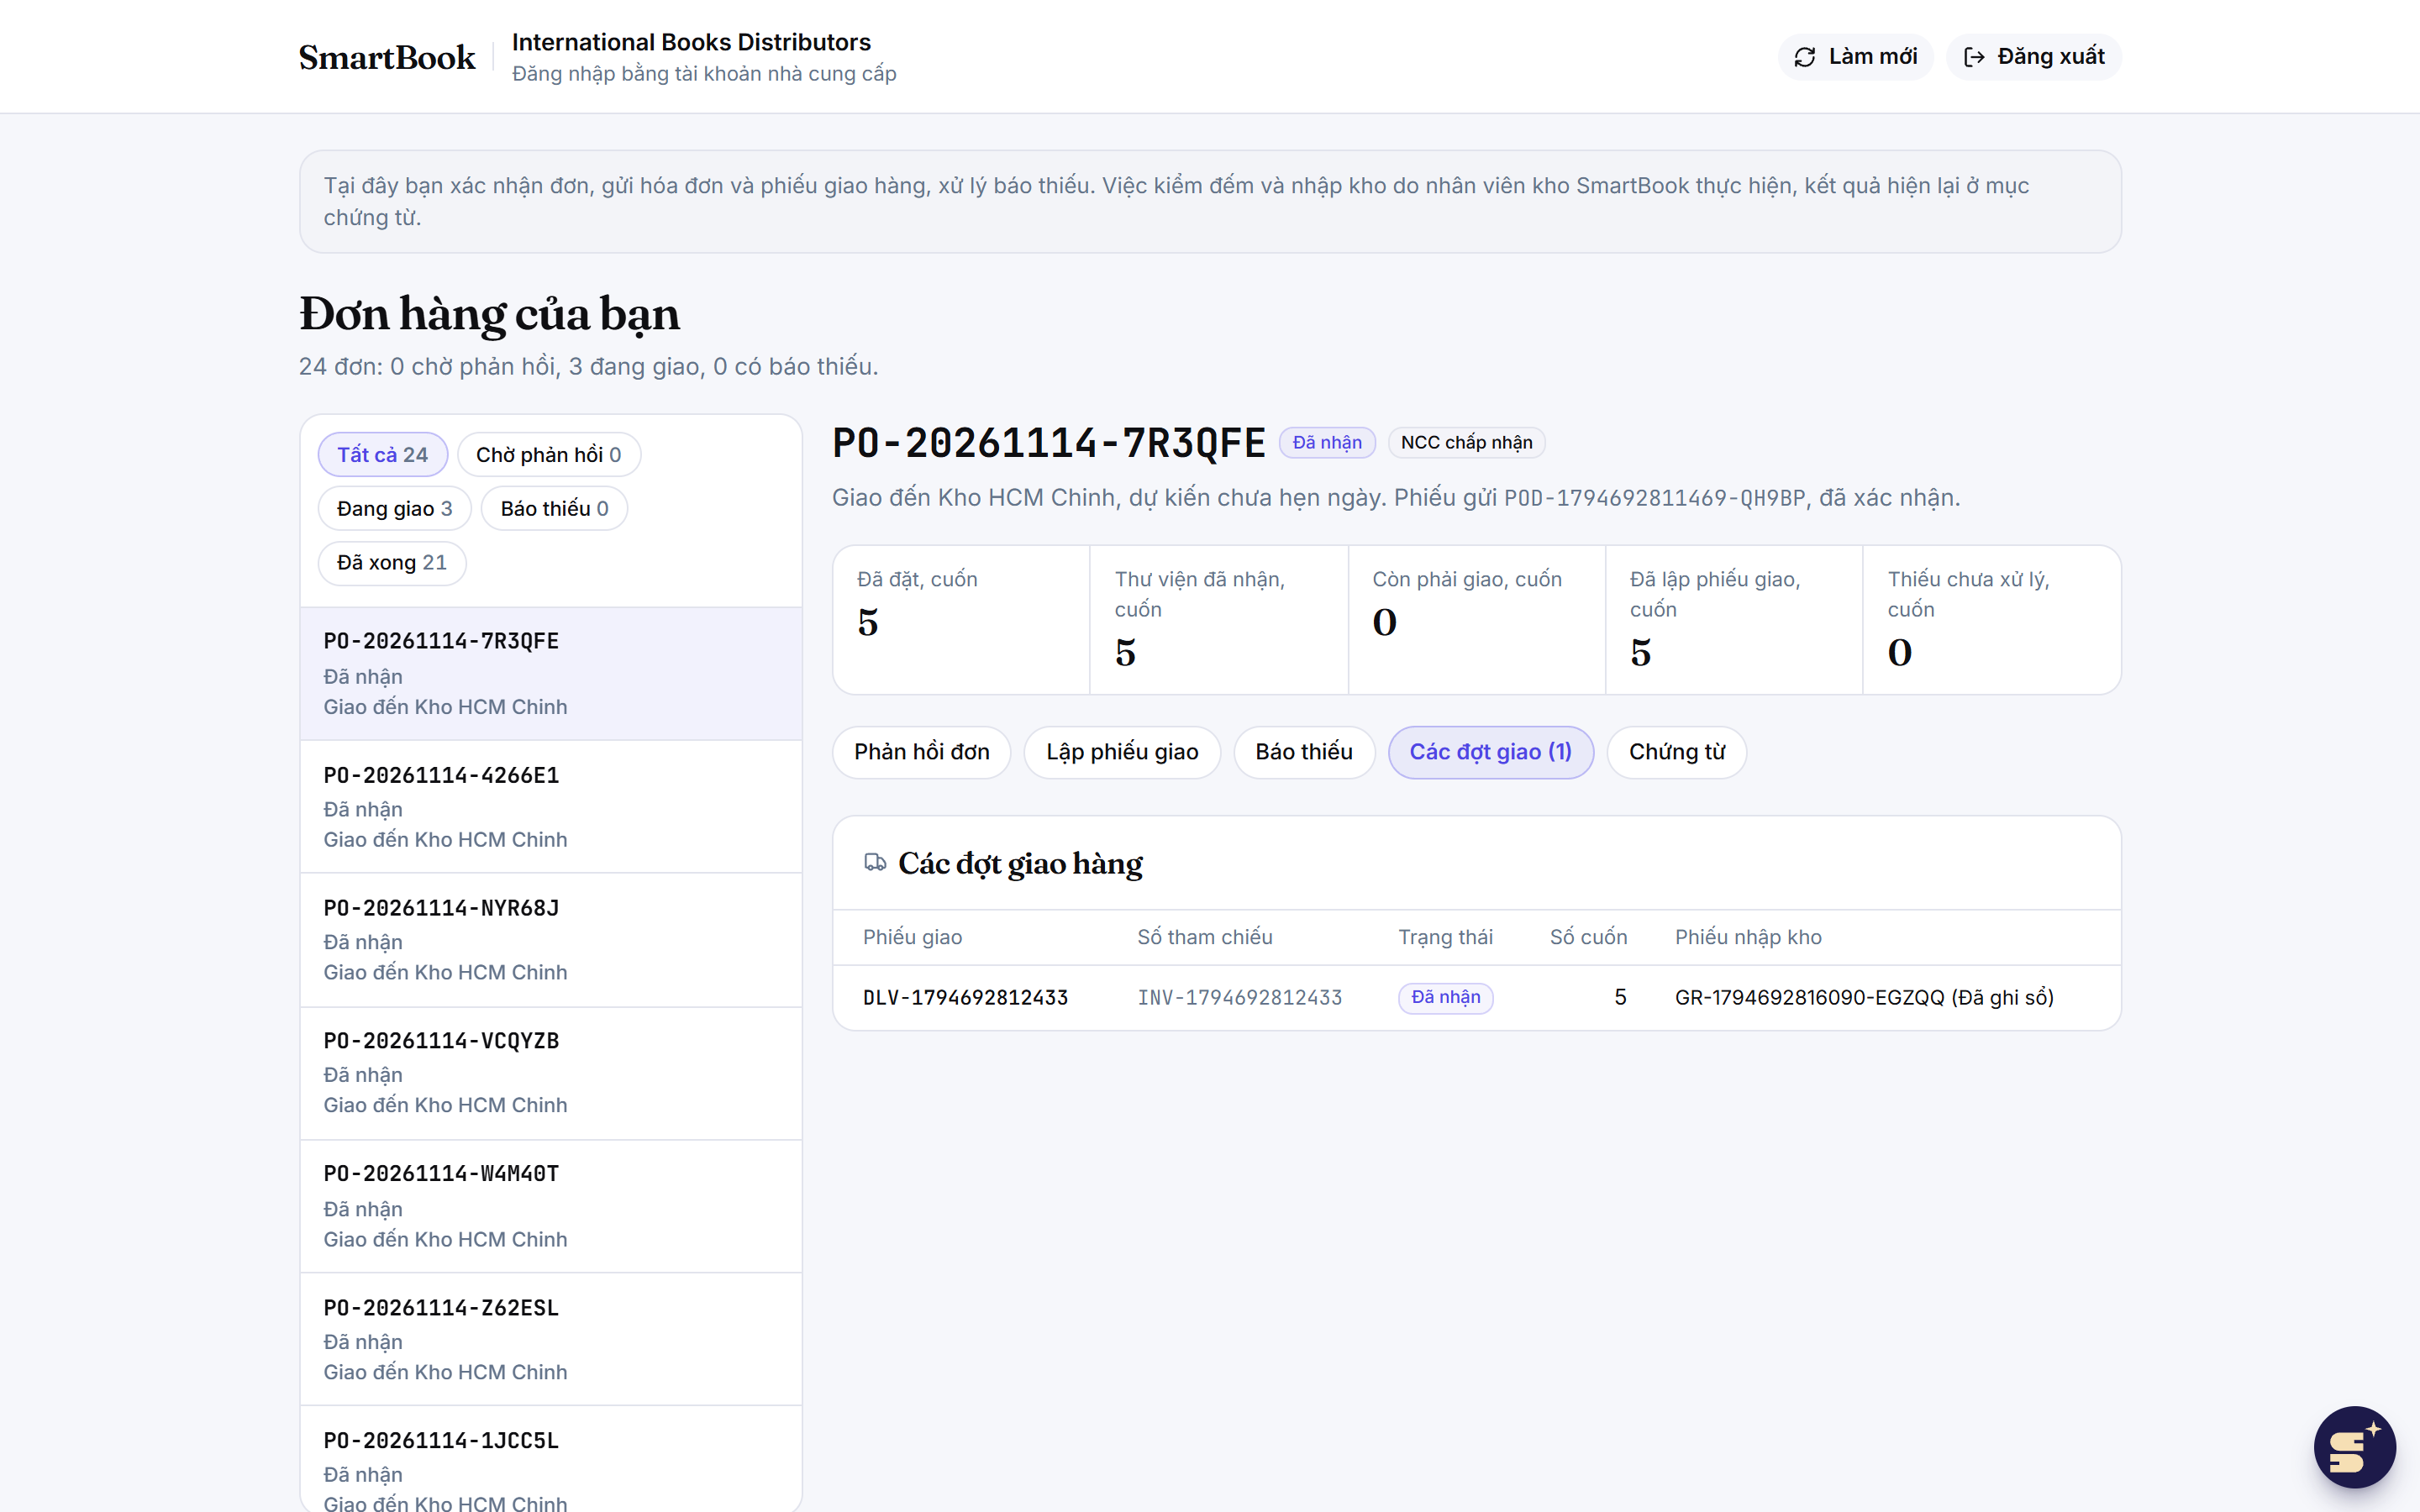 SmartBook
International Books Distributors
Đăng nhập bằng tài khoản nhà cung cấp
Làm mới
Đăng xuất
Tại đây bạn xác nhận đơn, gửi hóa đơn và phiếu giao hàng, xử lý báo thiếu. Việc kiểm đếm và nhập kho do nhân viên kho SmartBook thực hiện, kết quả hiện lại ở mục
chứng từ.
Đơn hàng của bạn
24 đơn: 0 chờ phản hồi, 3 đang giao, 0 có báo thiếu.
Tất cả 24
Chờ phản hồi 0
Đang giao 3
Báo thiếu 0
Đã xong 21
PO-20261114-7R3QFE
Đã nhận
Giao đến Kho HCM Chinh
PO-20261114-4266E1
Đã nhận
Giao đến Kho HCM Chinh
PO-20261114-NYR68J
Đã nhận
Giao đến Kho HCM Chinh
PO-20261114-VCQYZB
Đã nhận
Giao đến Kho HCM Chinh
PO-20261114-W4M40T
Đã nhận
Giao đến Kho HCM Chinh
PO-20261114-Z62ESL
Đã nhận
Giao đến Kho HCM Chinh
PO-20261114-1JCC5L
Đã nhận
Giao đến Kho HCM Chinh
PO-20261114-7R3QFE
Đã nhận
NCC chấp nhận
Giao đến Kho HCM Chinh, dự kiến chưa hẹn ngày. Phiếu gửi POD-1794692811469-QH9BP, đã xác nhận.
Đã đặt, cuốn
5
Thư viện đã nhận,
cuốn
5
Còn phải giao, cuốn
0
Đã lập phiếu giao,
cuốn
5
Thiếu chưa xử lý,
cuốn
0
Phản hồi đơn
Lập phiếu giao
Báo thiếu
Các đợt giao (1)
Chứng từ
Các đợt giao hàng
Phiếu giao
Số tham chiếu
Trạng thái
Số cuốn
Phiếu nhập kho
DLV-1794692812433
INV-1794692812433
Đã nhận
5
GR-1794692816090-EGZQQ (Đã ghi sổ)